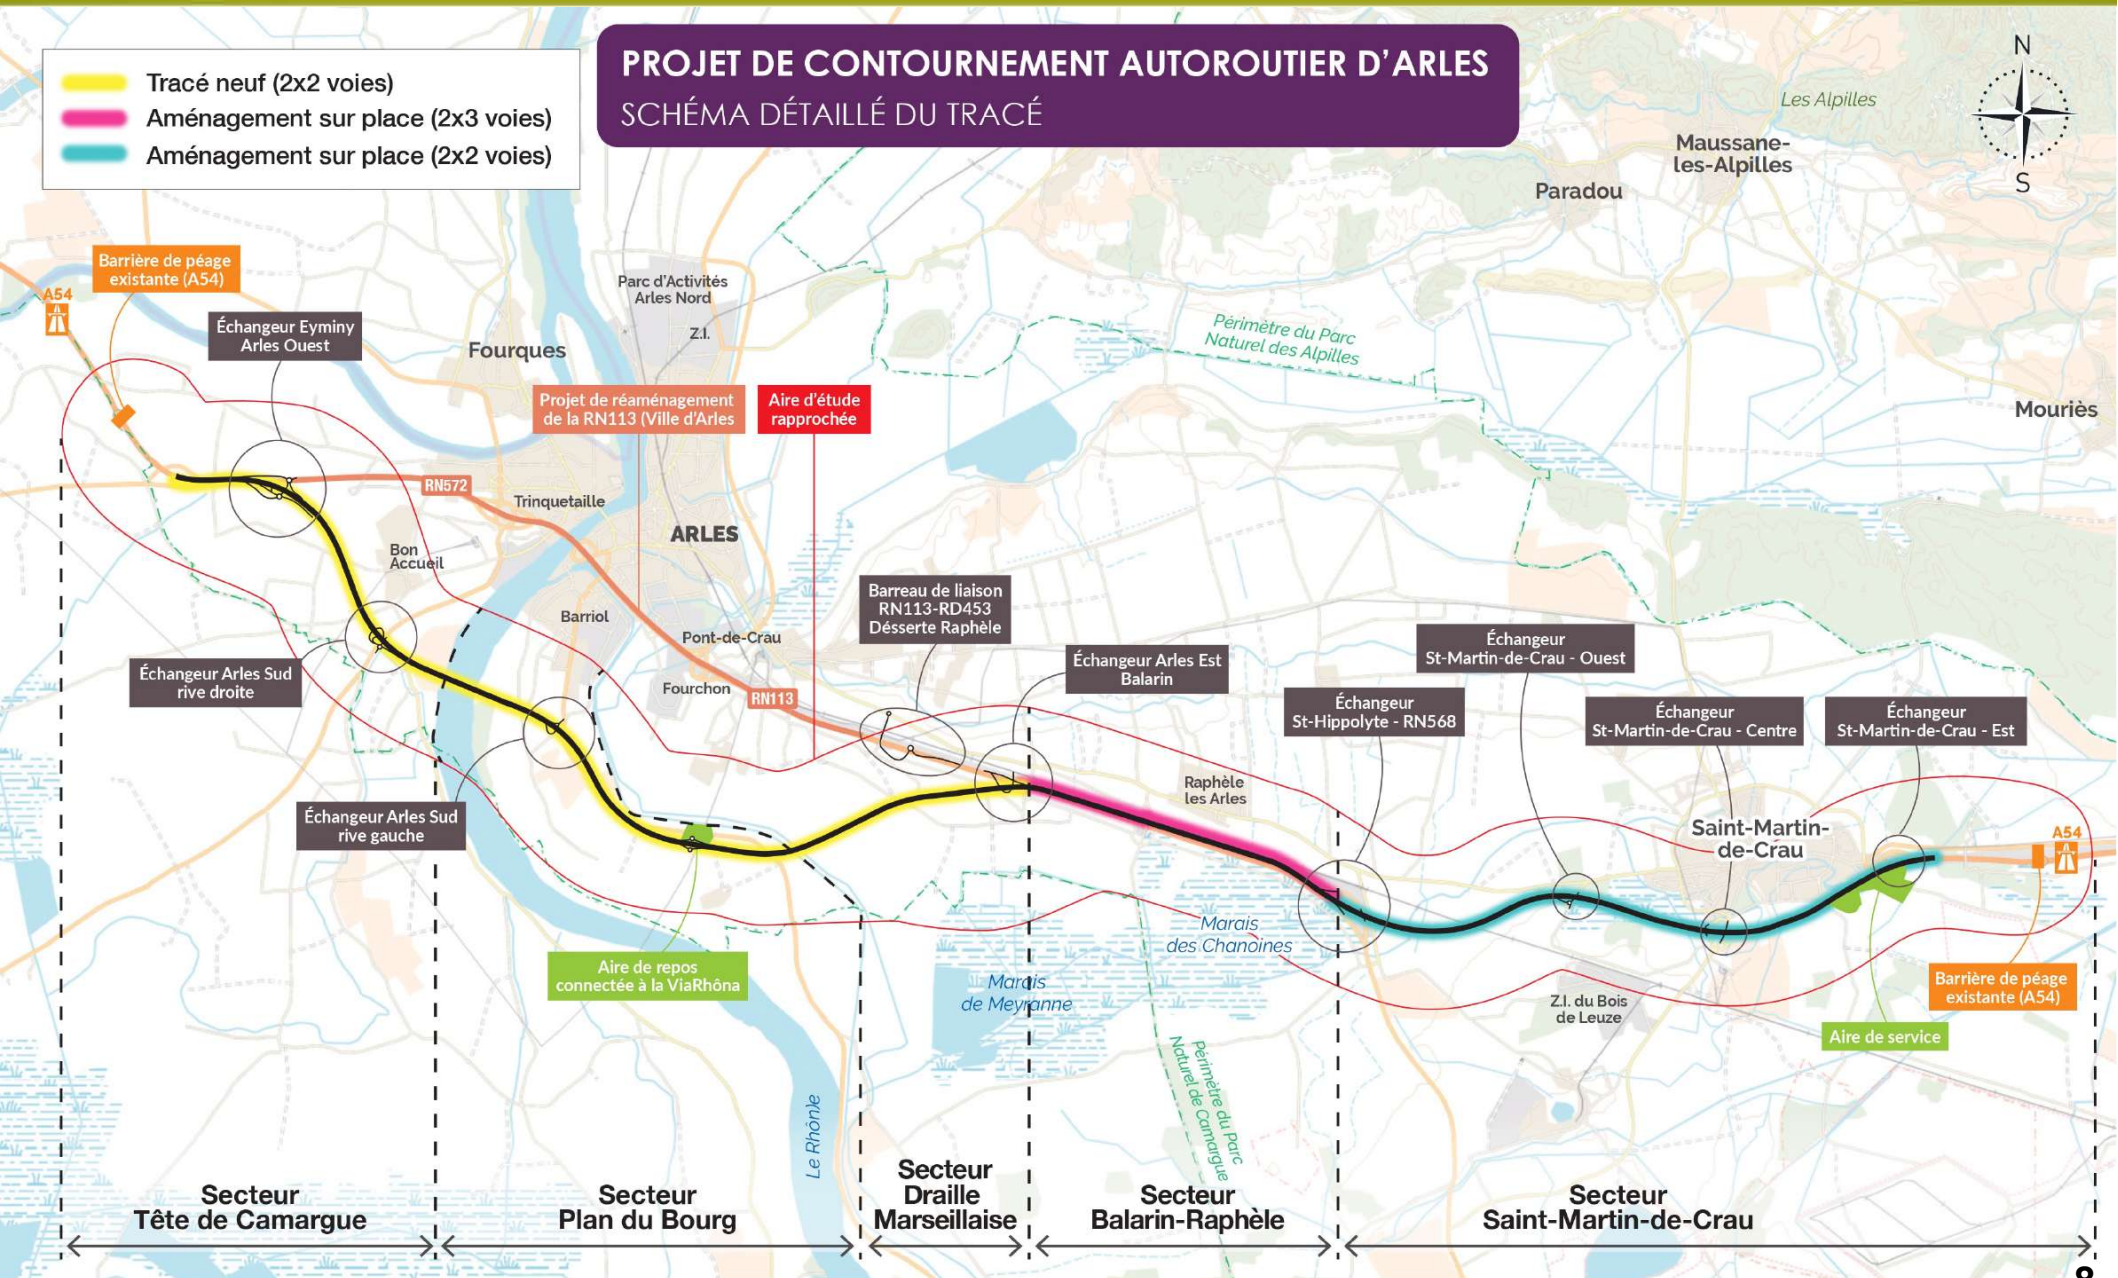 PROJET DE CONTOURNEMENT AUTOROUTIER D'ARLES
SCHÉMA DÉTAILLÉ DU TRACÉ
Tracé neuf (2x2 voies)
Aménagement sur place (2x3 voies)
Aménagement sur place (2x2 voies)
N
S
Les Alpilles
Maussane-
les-Alpilles
Paradou
Barrière de péage
existante (A54)
A54
Échangeur Eyminy
Arles Ouest
Parc d'Activités
Arles Nord
Z.I.
Fourques
Périmètre du Parc
Naturel des Alpilles
Mouriès
Projet de réaménagement
de la RN113 (Ville d'Arles
Aire d'étude
rapprochée
RN572
Trinquetaille
ARLES
Bon
Accueil
Barriol
Pont-de-Crau
Barreau de liaison
RN113-RD453
Désserte Raphèle
Échangeur
St-Martin-de-Crau - Ouest
Échangeur Arles Sud
rive droite
Fourchon
RN113
Échangeur Arles Est
Balarin
Échangeur
St-Hippolyte - RN568
Échangeur
St-Martin-de-Crau - Centre
Échangeur
St-Martin-de-Crau - Est
Raphèle
les Arles
Échangeur Arles Sud
rive gauche
Saint-Martin-
de-Crau
A54
Marais
des Chanoines
Aire de repos
connectée à la ViaRhôna
Marais
de Meyranne
Z.I. du Bois
de Leuze
Barrière de péage
existante (A54)
Aire de service
Périmètre du Parc
Naturel de Camargue
Le Rhôn)e
Secteur
Tête de Camargue
Secteur
Plan du Bourg
Secteur
Draille
Marseillaise
Secteur
Balarin-Raphèle
Secteur
Saint-Martin-de-Crau